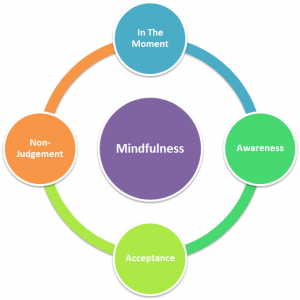 In The
Moment
Non-
Judgement
Mindfulness
Awareness
Acceptance